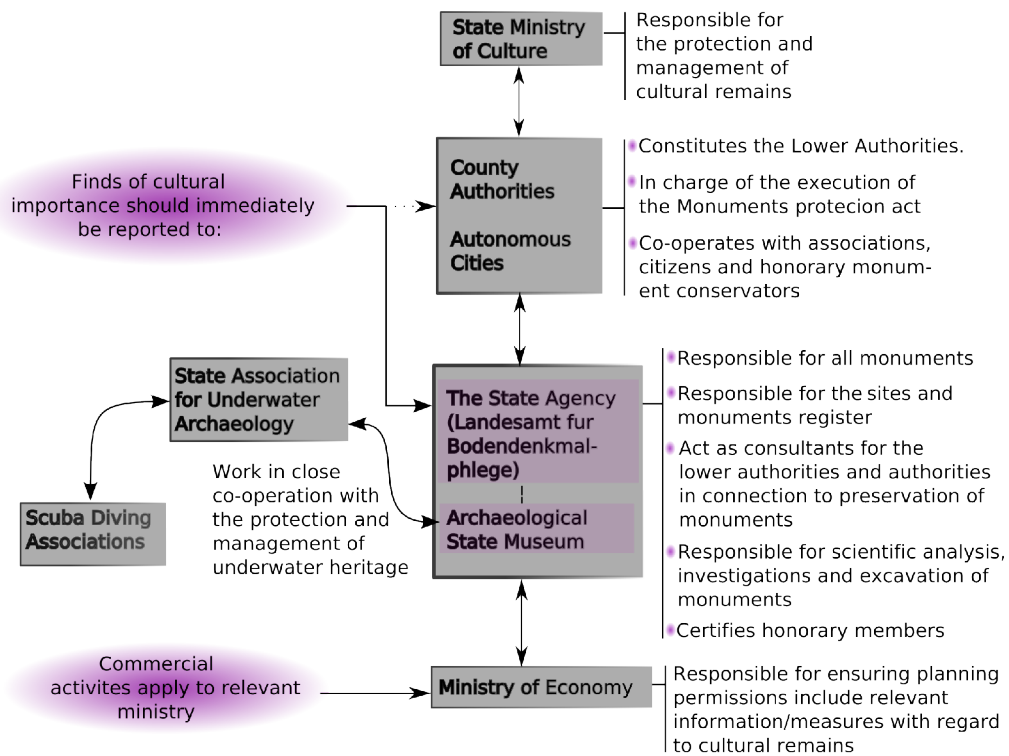 State Ministry
of Culture
Responsible for
the protection and
management of
cultural remains
County
Authorities
Autonomous
Cities
Constitutes the Lower Authorities.
In charge of the execution of
the Monuments protecion act
Co-operates with associations,
citizens and honorary monum-
ent conservators
Finds of cultural
importance should immediately
be reported to:
The State Agency
(Landesamt fur
Bodendenkmal-
phlege)
Archaeological
State Museum
Responsible for all monuments
Responsible for the sites and
monuments register
Act as consultants for the
lower authorities and authorities
in connection to preservation of
monuments
Responsible for scientific analysis,
investigations and excavation of
monuments
Certifies honorary members
State Association
for Underwater
Archaeology
Work in close
co-operation with
the protection and
management of
underwater heritage
Scuba Diving
Associations
Commercial
activites apply to relevant
ministry
Ministry of Economy
Responsible for ensuring planning
permissions include relevant
information/measures with regard
to cultural remains